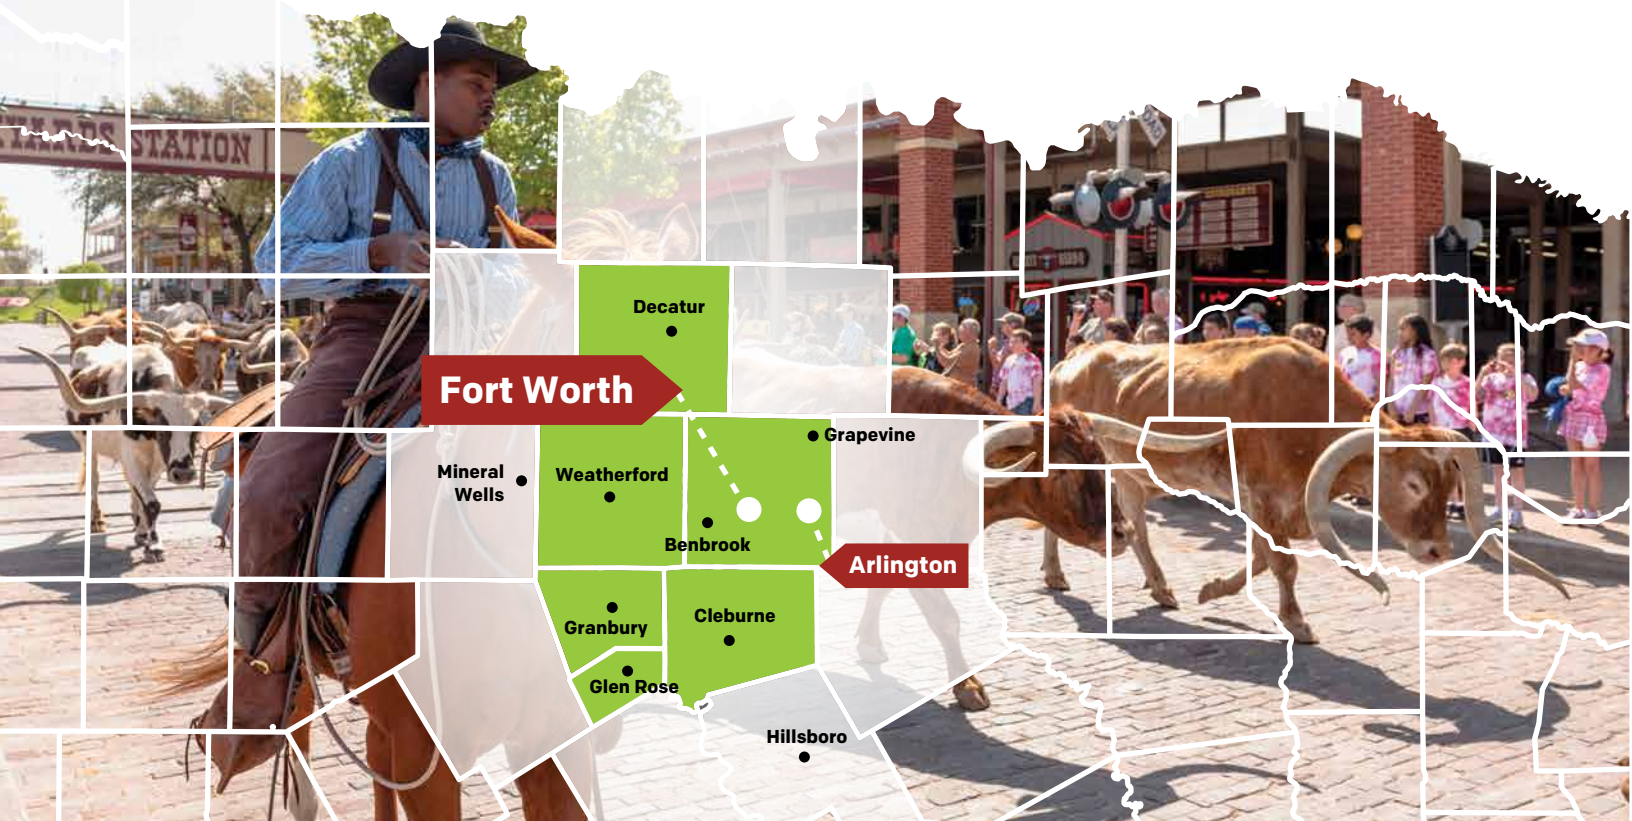 STATION
Decatur
Fort Worth
Grapevine
Mineral
Wells
Weatherford
Benbrook
Arlington
Granbury
Cleburne
Glen Rose
Hillsboro